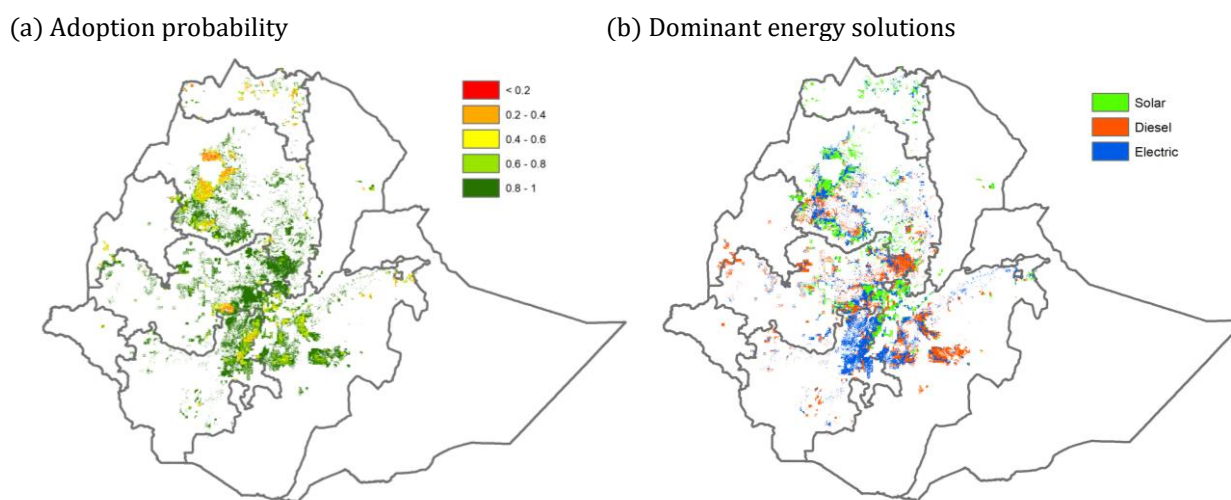 (a) Adoption probability
(b) Dominant energy solutions
< 0.2
0.2 - 0.4
0.4 - 0.6
0.6 - 0.8
0.8 - 1
Solar
Diesel
Electric